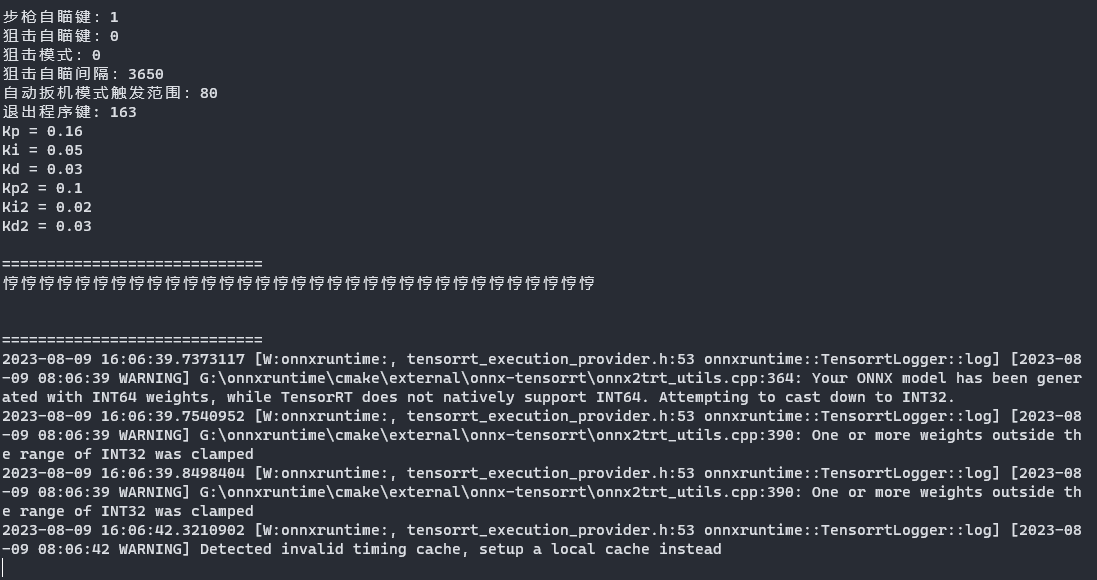 步枪自瞄键: 1
狙击自瞄键: 0
狙击模式: 0
狙击自瞄间隔: 3650
自动扳机模式触发范围: 80
退出程序键: 163
Kp = 0.16
Ki = 0.05
Kd = 0.03
Kp2 = 0.1
Ki2 = 0.02
Kd2 = 0.03
=============================
悙悙悙悙悙悙悙悙悙悙悙悙悙悙悙悙悙悙悙悙悙悙悙悙悙悙悙悙悙悙悙悙悙
=============================
2023-08-09 16:06:39.7373117 [W:onnxruntime:, tensorrt_execution_provider.h:53 onnxruntime::TensorrtLogger::log] [2023-08
-09 08:06:39 WARNING] G:\onnxruntime\cmake\external\onnx-tensorrt\onnx2trt_utils.cpp:364: Your ONNX model has been gener
ated with INT64 weights, while TensorRT does not natively support INT64. Attempting to cast down to INT32.
2023-08-09 16:06:39.7540952 [W:onnxruntime:, tensorrt_execution_provider.h:53 onnxruntime::TensorrtLogger::log] [2023-08
-09 08:06:39 WARNING] G:\onnxruntime\cmake\external\onnx-tensorrt\onnx2trt_utils.cpp:390: One or more weights outside th
e range of INT32 was clamped
2023-08-09 16:06:39.8498404 [W:onnxruntime:, tensorrt_execution_provider.h:53 onnxruntime::TensorrtLogger::log] [2023-08
-09 08:06:39 WARNING] G:\onnxruntime\cmake\external\onnx-tensorrt\onnx2trt_utils.cpp:390: One or more weights outside th
e range of INT32 was clamped
2023-08-09 16:06:42.3210902 [W:onnxruntime:, tensorrt_execution_provider.h:53 onnxruntime::TensorrtLogger::log] [2023-08
-09 08:06:42 WARNING] Detected invalid timing cache, setup a local cache instead